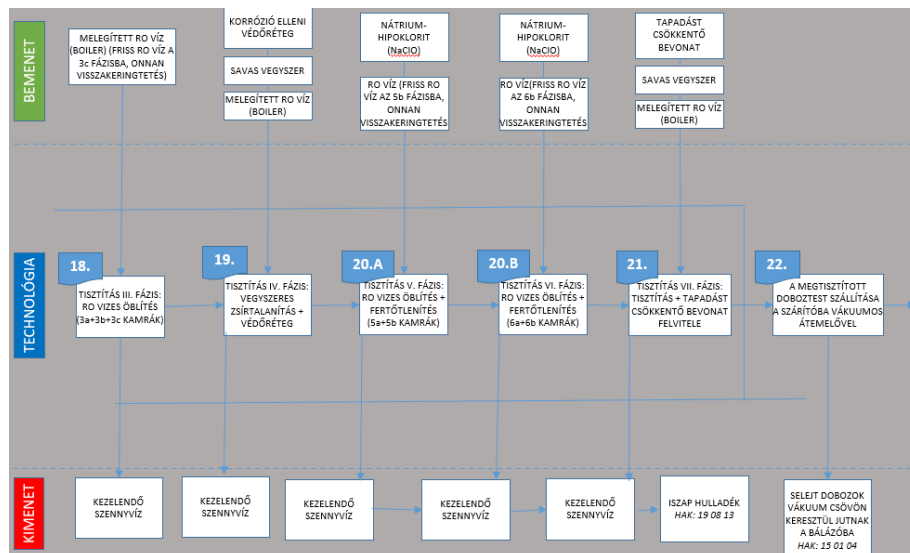 BEMENET
MELEGÍTETT RO VÍZ
(BOILER) (FRISS RO VÍZ A
3c FÁZISBA, ONNAN
VISSZAKERINGTETÉS)
KORRÓZIÓ ELLENI
VÉDŐRÉTEG
SAVAS VEGYSZER
MELEGÍTETT RO VÍZ
(BOILER)
NÁTRIUM-
HIPOKLORIT
(NaClO)
RO VÍZ (FRISS RO
VÍZ AZ 5b FÁZISBA,
ONNAN
VISSZAKERINGTETÉS
NÁTRIUM-
HIPOKLORIT
(NaClO)
RO VÍZ(FRISS RO VÍZ
AZ 6b FÁZISBA,
ONNAN
VISSZAKERINGTETÉS
TAPADÁST
CSÖKKENTŐ
BEVONAT
SAVAS VEGYSZER
MELEGÍTETT RO VÍZ
(BOILER)
TECHNOLÓGIA
18.
TISZTÍTÁS III. FÁZIS:
RO VIZES ÖBLÍTÉS
(3a+3b+3c KAMRÁK)
19.
TISZTÍTÁS IV. FÁZIS:
VEGYSZERES
ZSÍRTALANÍTÁS +
VÉDŐRÉTEG
20.A
TISZTÍTÁS V. FÁZIS:
RO VIZES ÖBLÍTÉS +
FERTŐTLENÍTÉS
(5a+5b KAMRÁK)
20.B
TISZTÍTÁS VI. FÁZIS:
RO VIZES ÖBLÍTÉS +
FERTŐTLENÍTÉS
(6a+6b KAMRÁK)
21.
TISZTÍTÁS VII. FÁZIS:
TISZTÍTÁS + TAPADÁST
CSÖKKENTŐ BEVONAT
FELVITELE
22.
A MEGTISZTÍTOTT
DOBOZTEST SZÁLLÍTÁSA
A SZÁRÍTÓBA VÁKUUMOS
ÁTEMELŐVEL
KIMENET
KEZELENDŐ
SZENNYVÍZ
KEZELENDŐ
SZENNYVÍZ
KEZELENDŐ
SZENNYVÍZ
KEZELENDŐ
SZENNYVÍZ
KEZELENDŐ
SZENNYVÍZ
ISZAP HULLADÉK
HAK: 19 08 13
SELEJT DOBOZOK
VÁKUUM CSÖVÖN
KERESZTÜL JUTNAK
A BÁLÁZÓBA
HAK: 15 01 04